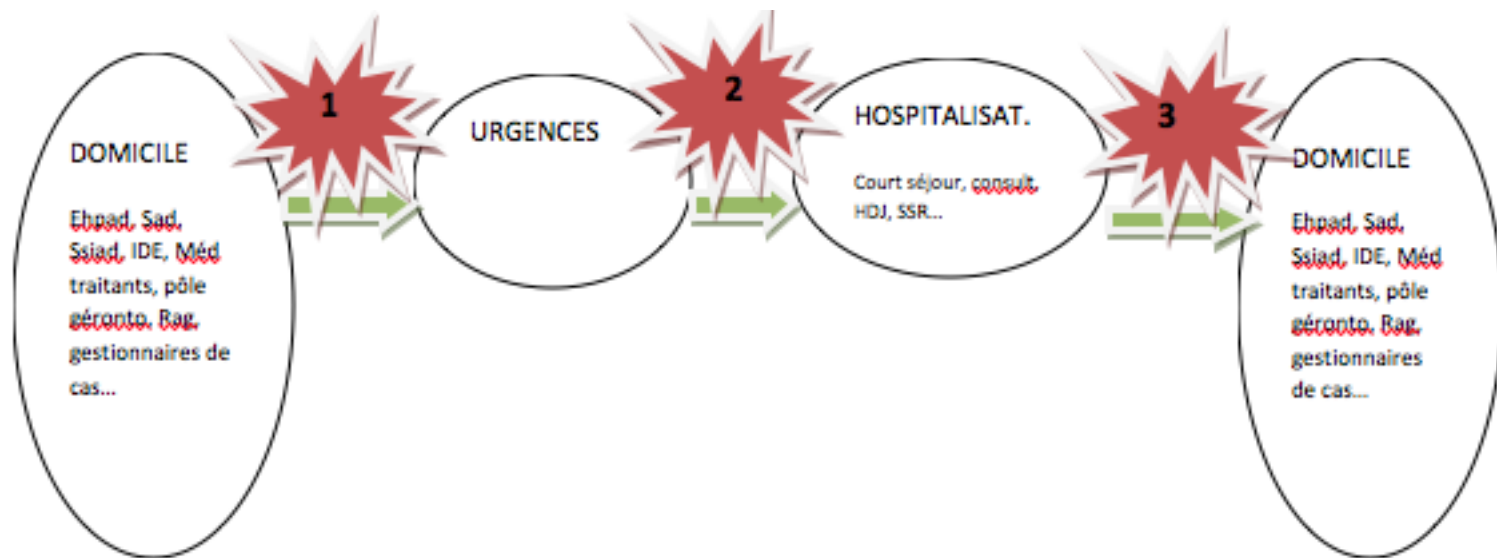 DOMICILE
Ehpad, Sad,
Ssiad, IDE, Méd
traitants, pôle
géronto, Rag,
gestionnaires de
cas...
1
URGENCES
2
HOSPITALISAT.
Court séjour, consult,
HDJ, SSR...
3
DOMICILE
Ehpad, Sad,
Ssiad, IDE, Méd
traitants, pôle
géronto, Rag,
gestionnaires
de cas...